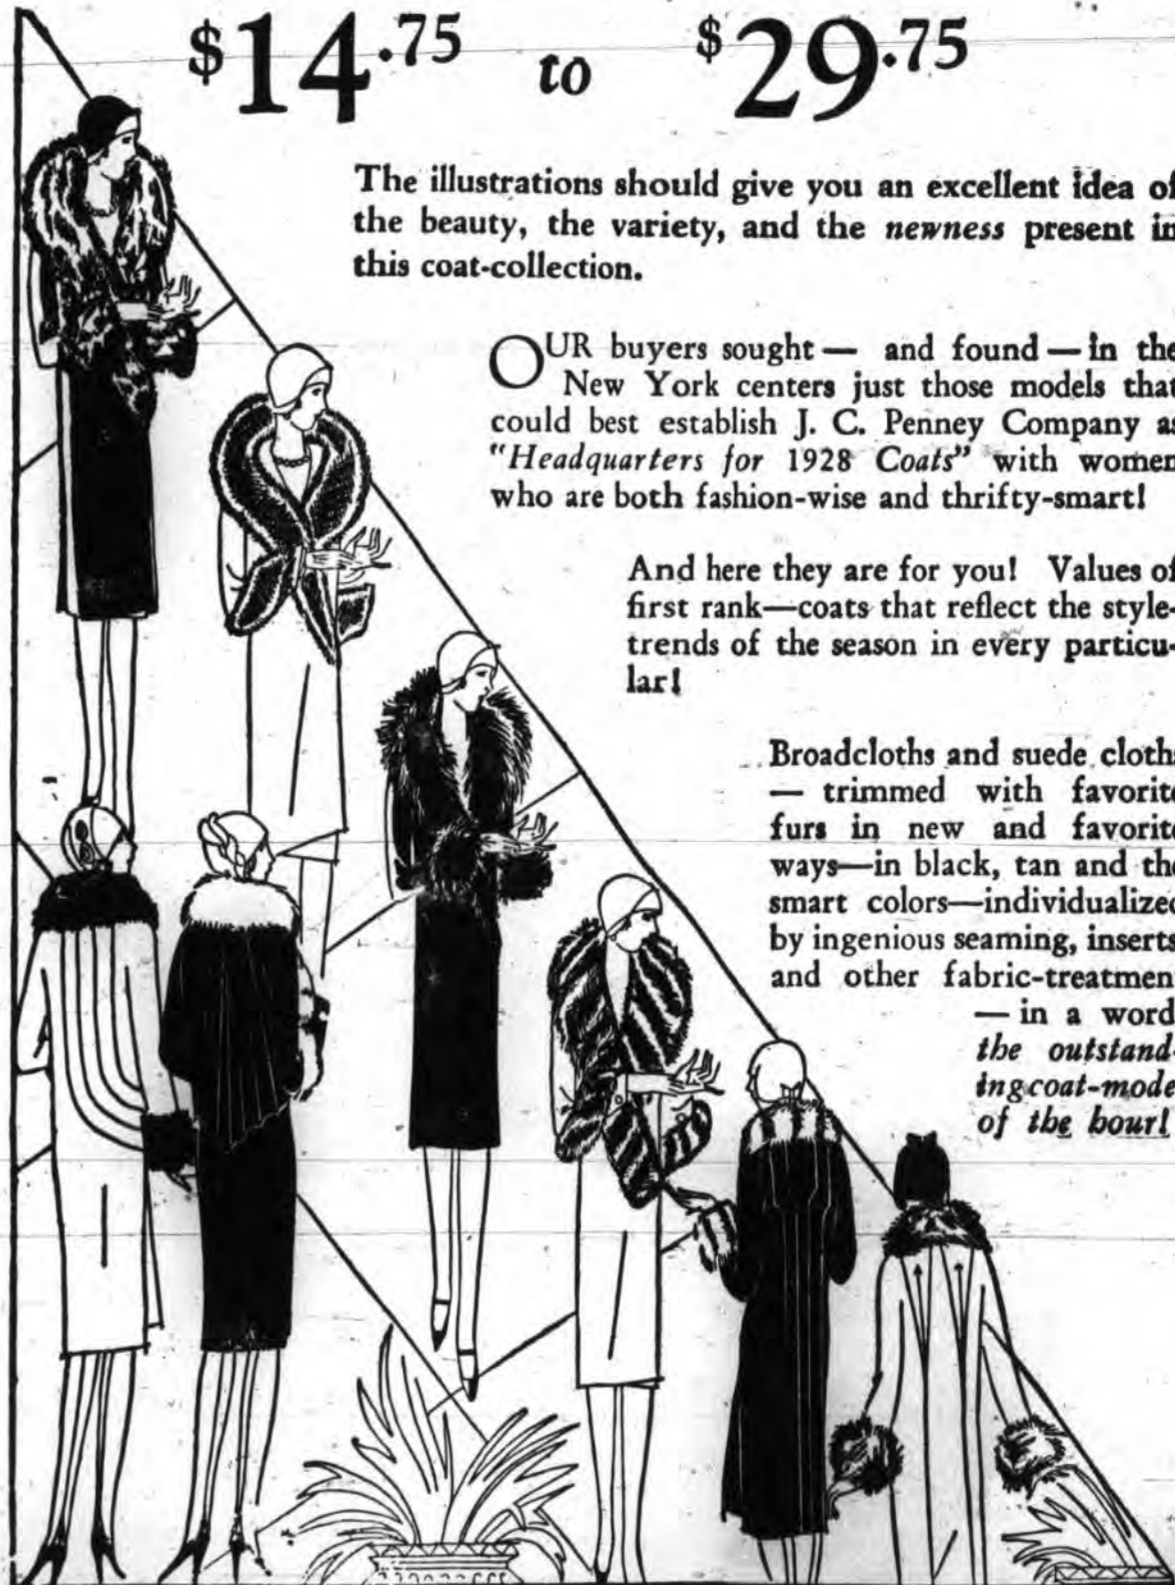 $14.75 to $29.75
The illustrations should give you an excellent idea of
the beauty, the variety, and the newness present in
this coat-collection.
OUR buyers sought — and found — in the
New York centers just those models that
could best establish J. C. Penney Company as
"Headquarters for 1928 Coats" with women
who are both fashion-wise and thrifty-smart!
And here they are for you! Values of
first rank—coats that reflect the style-
trends of the season in every particu-
lar!
Broadcloths and suede cloth
— trimmed with favorite
furs in new and favorite
ways—in black, tan and the
smart colors—individualized
by ingenious seaming, inserts
and other fabric-treatment
— in a word
the outstand-
ing coat-mode
of the hour!